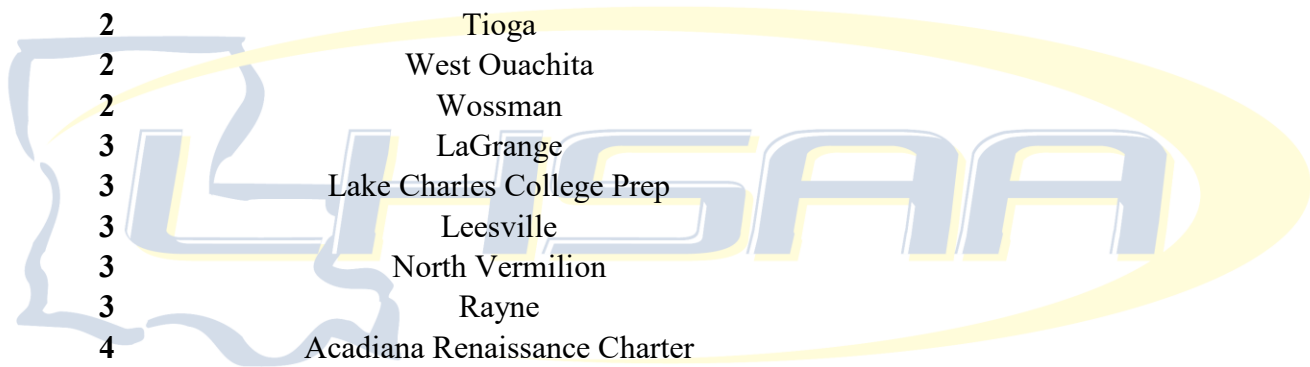 2 Tioga
2 West Ouachita
2 Wossman
3 LaGrange
3 Lake Charles College Prep
3 Leesville
3 North Vermilion
3 Rayne
4 Acadiana Renaissance Charter
LHSAA